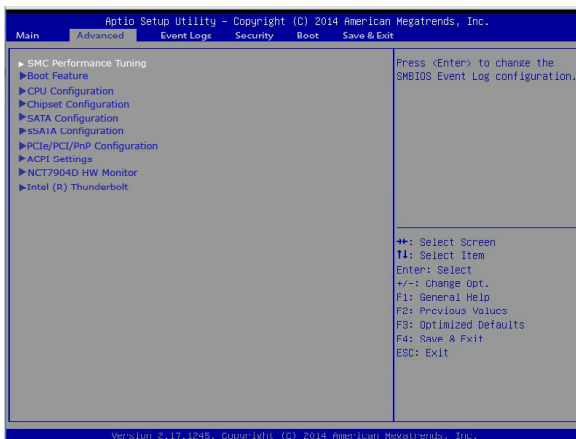 Aptio Setup Utility – Copyright (C) 2014 American Megatrends, Inc.
Main Advanced Event Logs Security Boot Save & Exit
▶ SMC Performance Tuning
▶Boot Feature
▶CPU Configuration
▶Chipset Configuration
▶SATA Configuration
▶sSATA Configuration
▶PCIe/PCI/PnP Configuration
▶ACPI Settings
▶NCT7904D HW Monitor
▶Intel (R) Thunderbolt
Press <Enter> to change the
SMBIOS Event Log configuration.
→←: Select Screen
↑↓: Select Item
Enter: Select
+/-: Change Opt.
F1: General Help
F2: Previous Values
F3: Optimized Defaults
F4: Save & Exit
ESC: Exit
Version 2.17.1245. Copyright (C) 2014 American Megatrends, Inc.